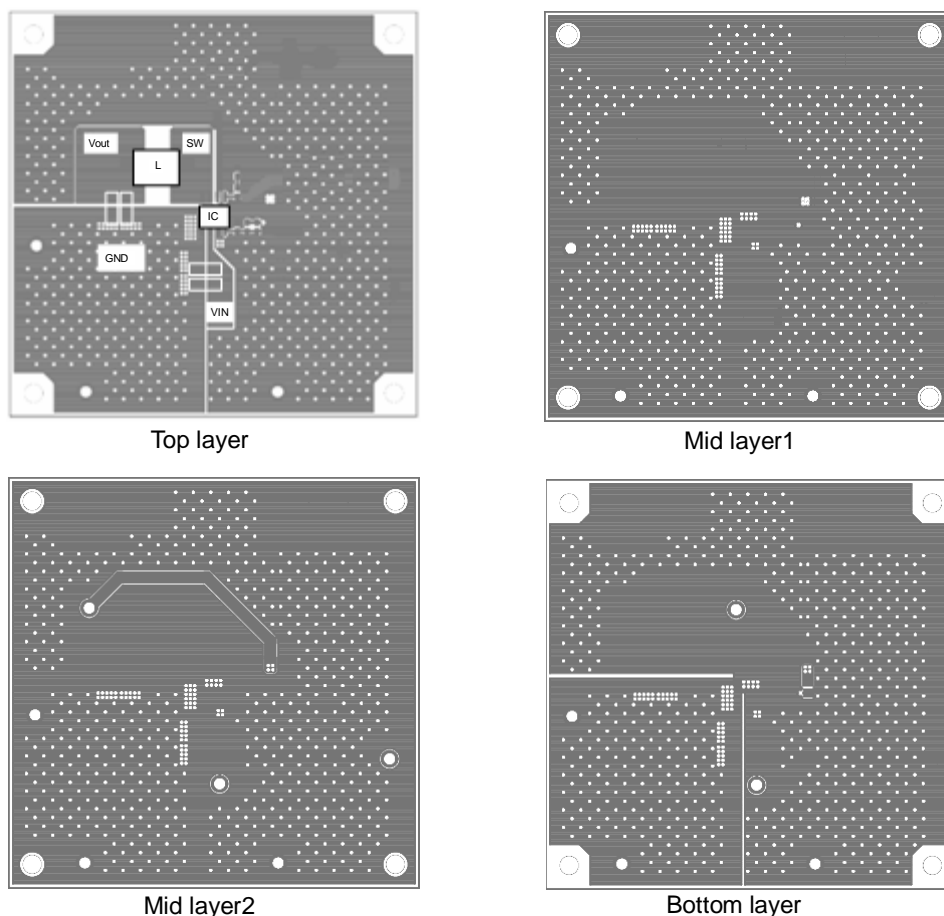 Vout
SW
L
IC
GND
VIN
Top layer
Mid layer1
Mid layer2
Bottom layer